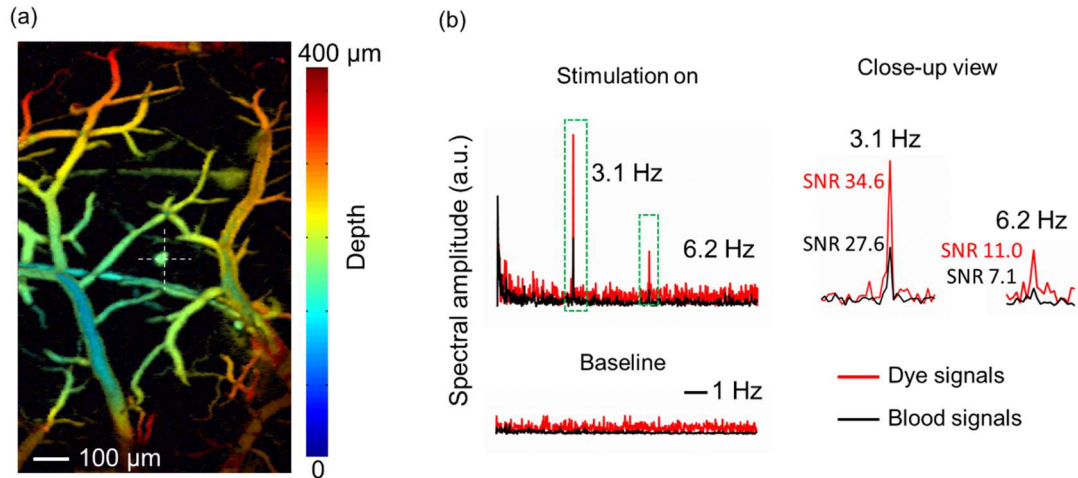 (a)
400 µm
Depth
0
100 µm
(b)
Stimulation on
Close-up view
Spectral amplitude (a.u.)
3.1 Hz
6.2 Hz
3.1 Hz
SNR 34.6
SNR 27.6
6.2 Hz
SNR 11.0
SNR 7.1
Baseline
1 Hz
Dye signals
Blood signals